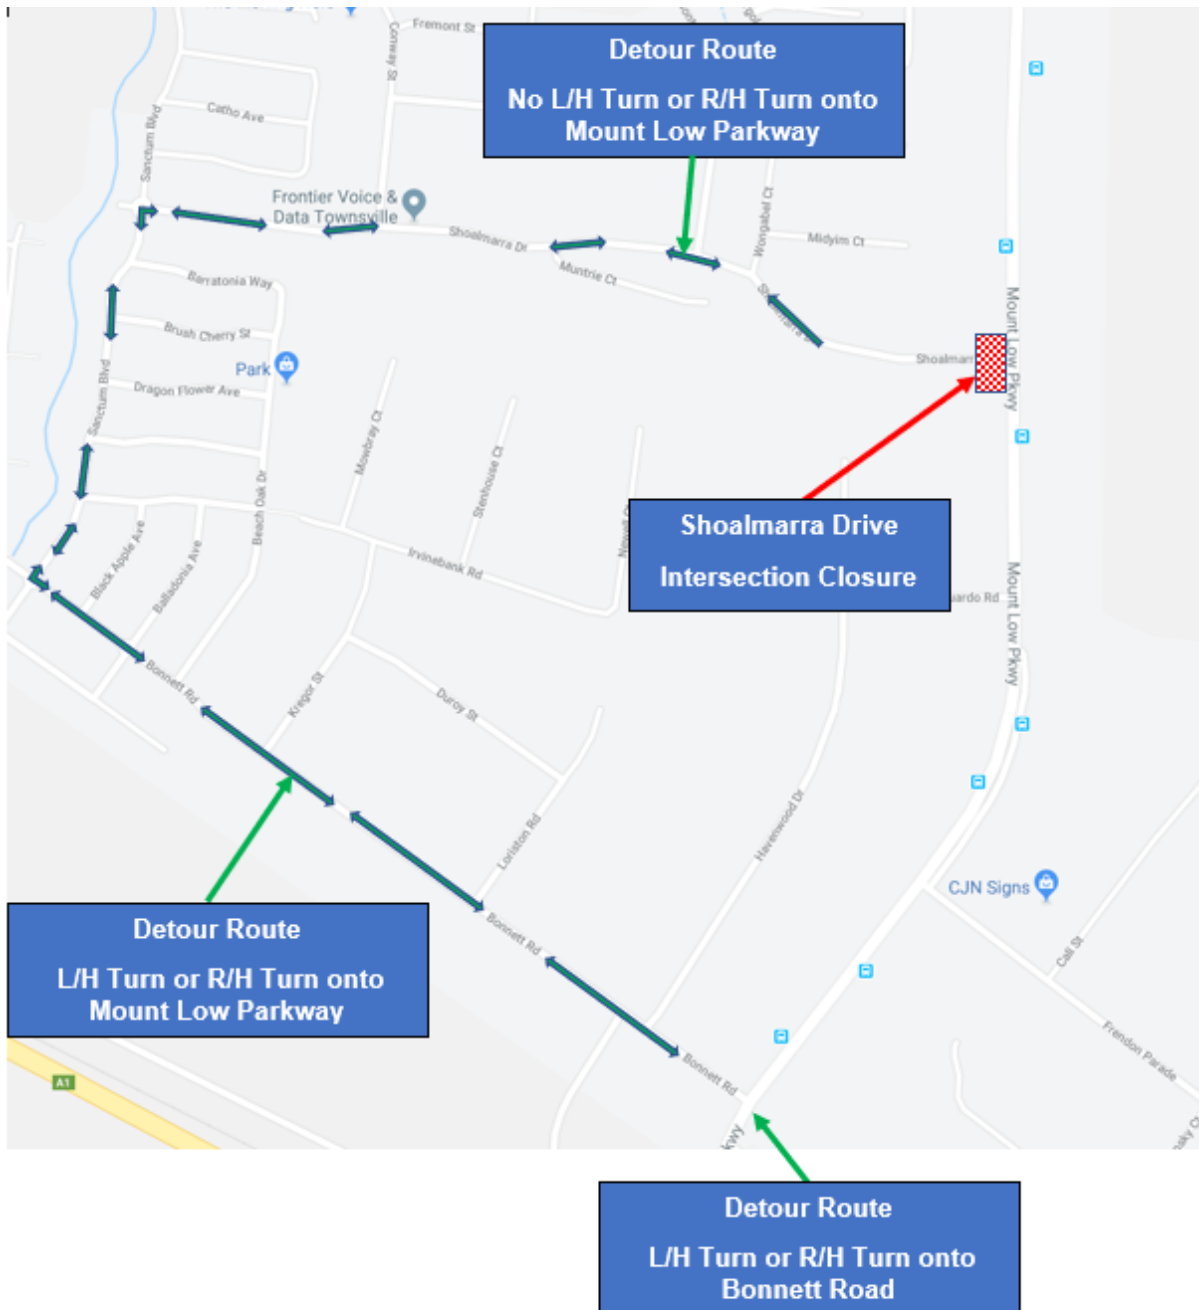 Fremont St
Conway St
Detour Route
No L/H Turn or R/H Turn onto
Mount Low Parkway
Catho Ave
Sanctum Blvd
Frontier Voice &
Data Townsville
Shoalmarra Dr
Wongabel Ct
Midyim Ct
Muntrie Ct
Barratonia Way
Brush Cherry St
Mount Low Pkwy
Park
Dragon Flower Ave
Sanctum Blvd
Mowbray Ct
Stenhouse Ct
Beach Oak Dr
Shoalmarra Drive
Intersection Closure
Black Apple Ave
Balladonia Ave
Irvinebank Rd
Mount Low Pkwy
Bonnett Rd
Kregor St
Duroy St
Loriston Rd
Havenwood Dr
CJN Signs
Cali St
Detour Route
L/H Turn or R/H Turn onto
Mount Low Parkway
Bonnett Rd
Frendon Parade
Bonnett Rd
A1
Detour Route
L/H Turn or R/H Turn onto
Bonnett Road